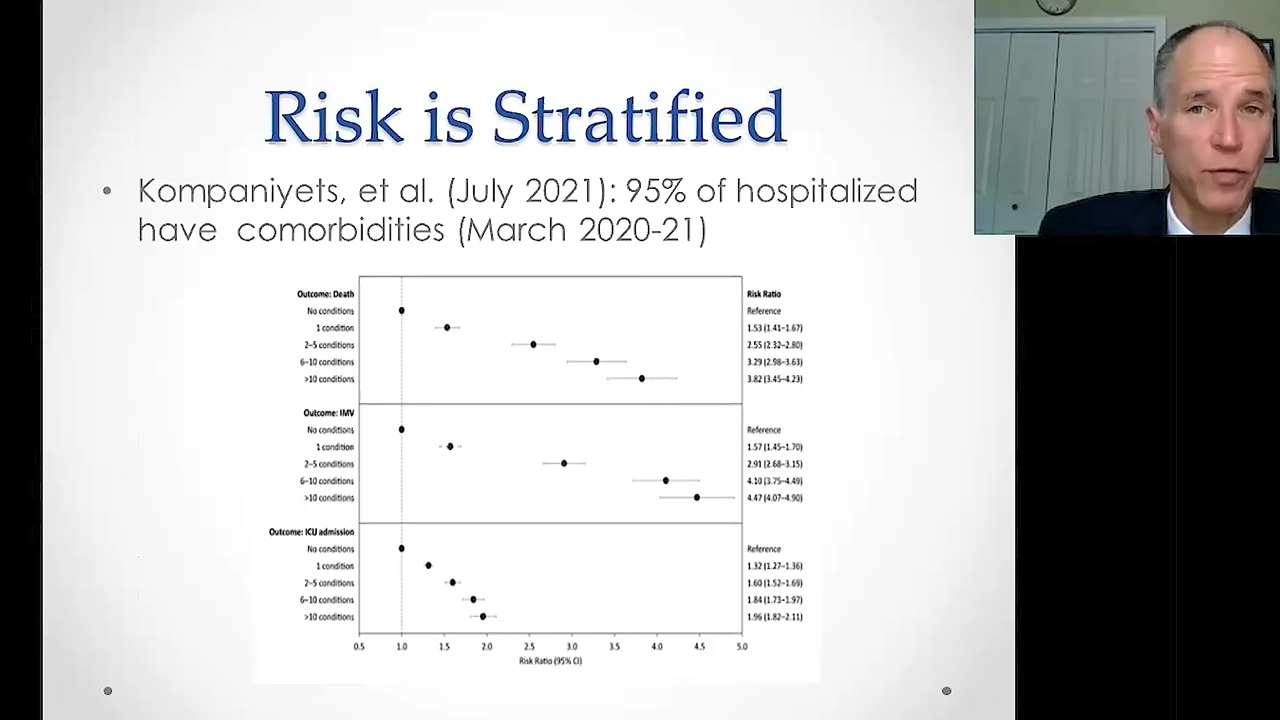 Risk is Stratified
• Kompaniyets, et al. (July 2021): 95% of hospitalized
have comorbidities (March 2020-21)
Outcome: Death Risk Ratio
No conditions Reference
1 condition 1.53 (1.41–1.67)
2–5 conditions 2.55 (2.32–2.80)
6–10 conditions 3.29 (2.98–3.63)
>10 conditions 3.82 (3.45–4.23)
Outcome: IMV
No conditions Reference
1 condition 1.57 (1.45–1.70)
2–5 conditions 2.91 (2.68–3.15)
6–10 conditions 4.10 (3.75–4.49)
>10 conditions 4.47 (4.07–4.90)
Outcome: ICU admission
No conditions Reference
1 condition 1.32 (1.27–1.36)
2–5 conditions 1.60 (1.52–1.69)
6–10 conditions 1.84 (1.73–1.97)
>10 conditions 1.96 (1.82–2.11)
0.5 1.0 1.5 2.0 2.5 3.0 3.5 4.0 4.5 5.0
Risk Ratio (95% CI)